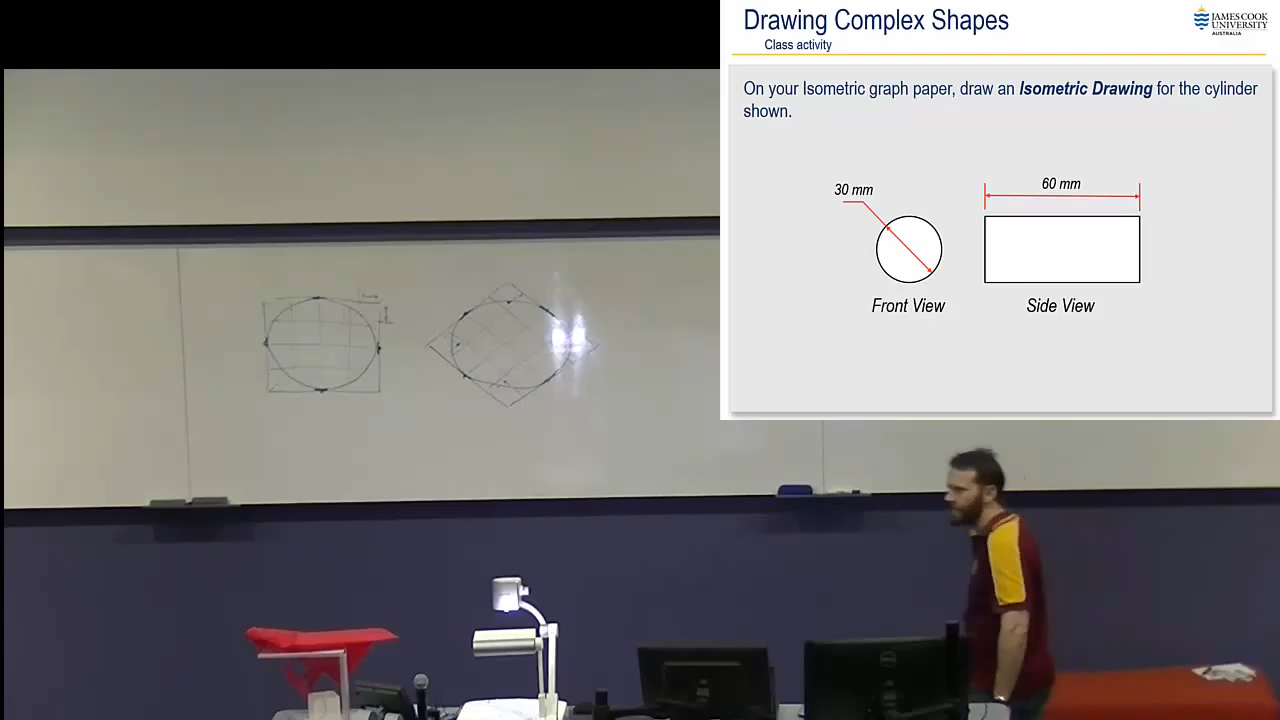 Drawing Complex Shapes
Class activity
JAMES COOK
UNIVERSITY
AUSTRALIA
On your Isometric graph paper, draw an Isometric Drawing for the cylinder
shown.
30 mm
60 mm
Front View
Side View